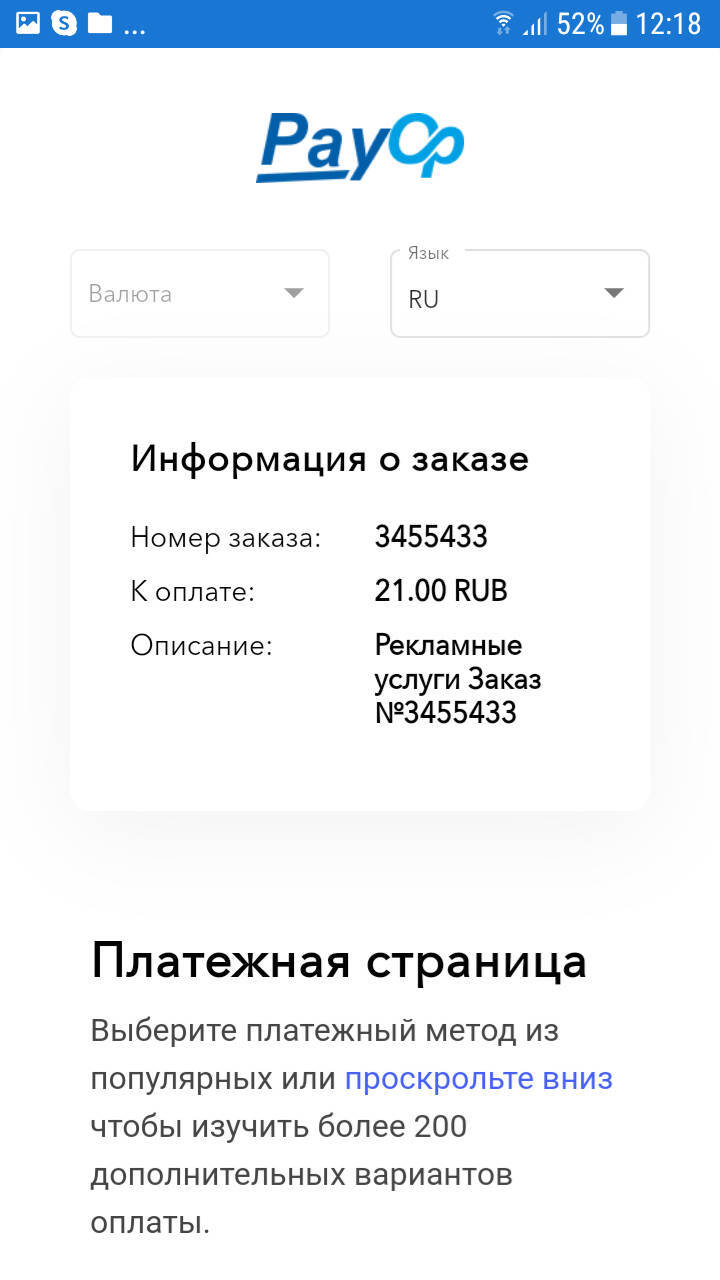 ... 52% 12:18
PayOp
Валюта
Язык
RU
Информация о заказе
Номер заказа: 3455433
К оплате: 21.00 RUB
Описание: Рекламные
услуги Заказ
№3455433
Платежная страница
Выберите платежный метод из
популярных или проскрольте вниз
чтобы изучить более 200
дополнительных вариантов
оплаты.